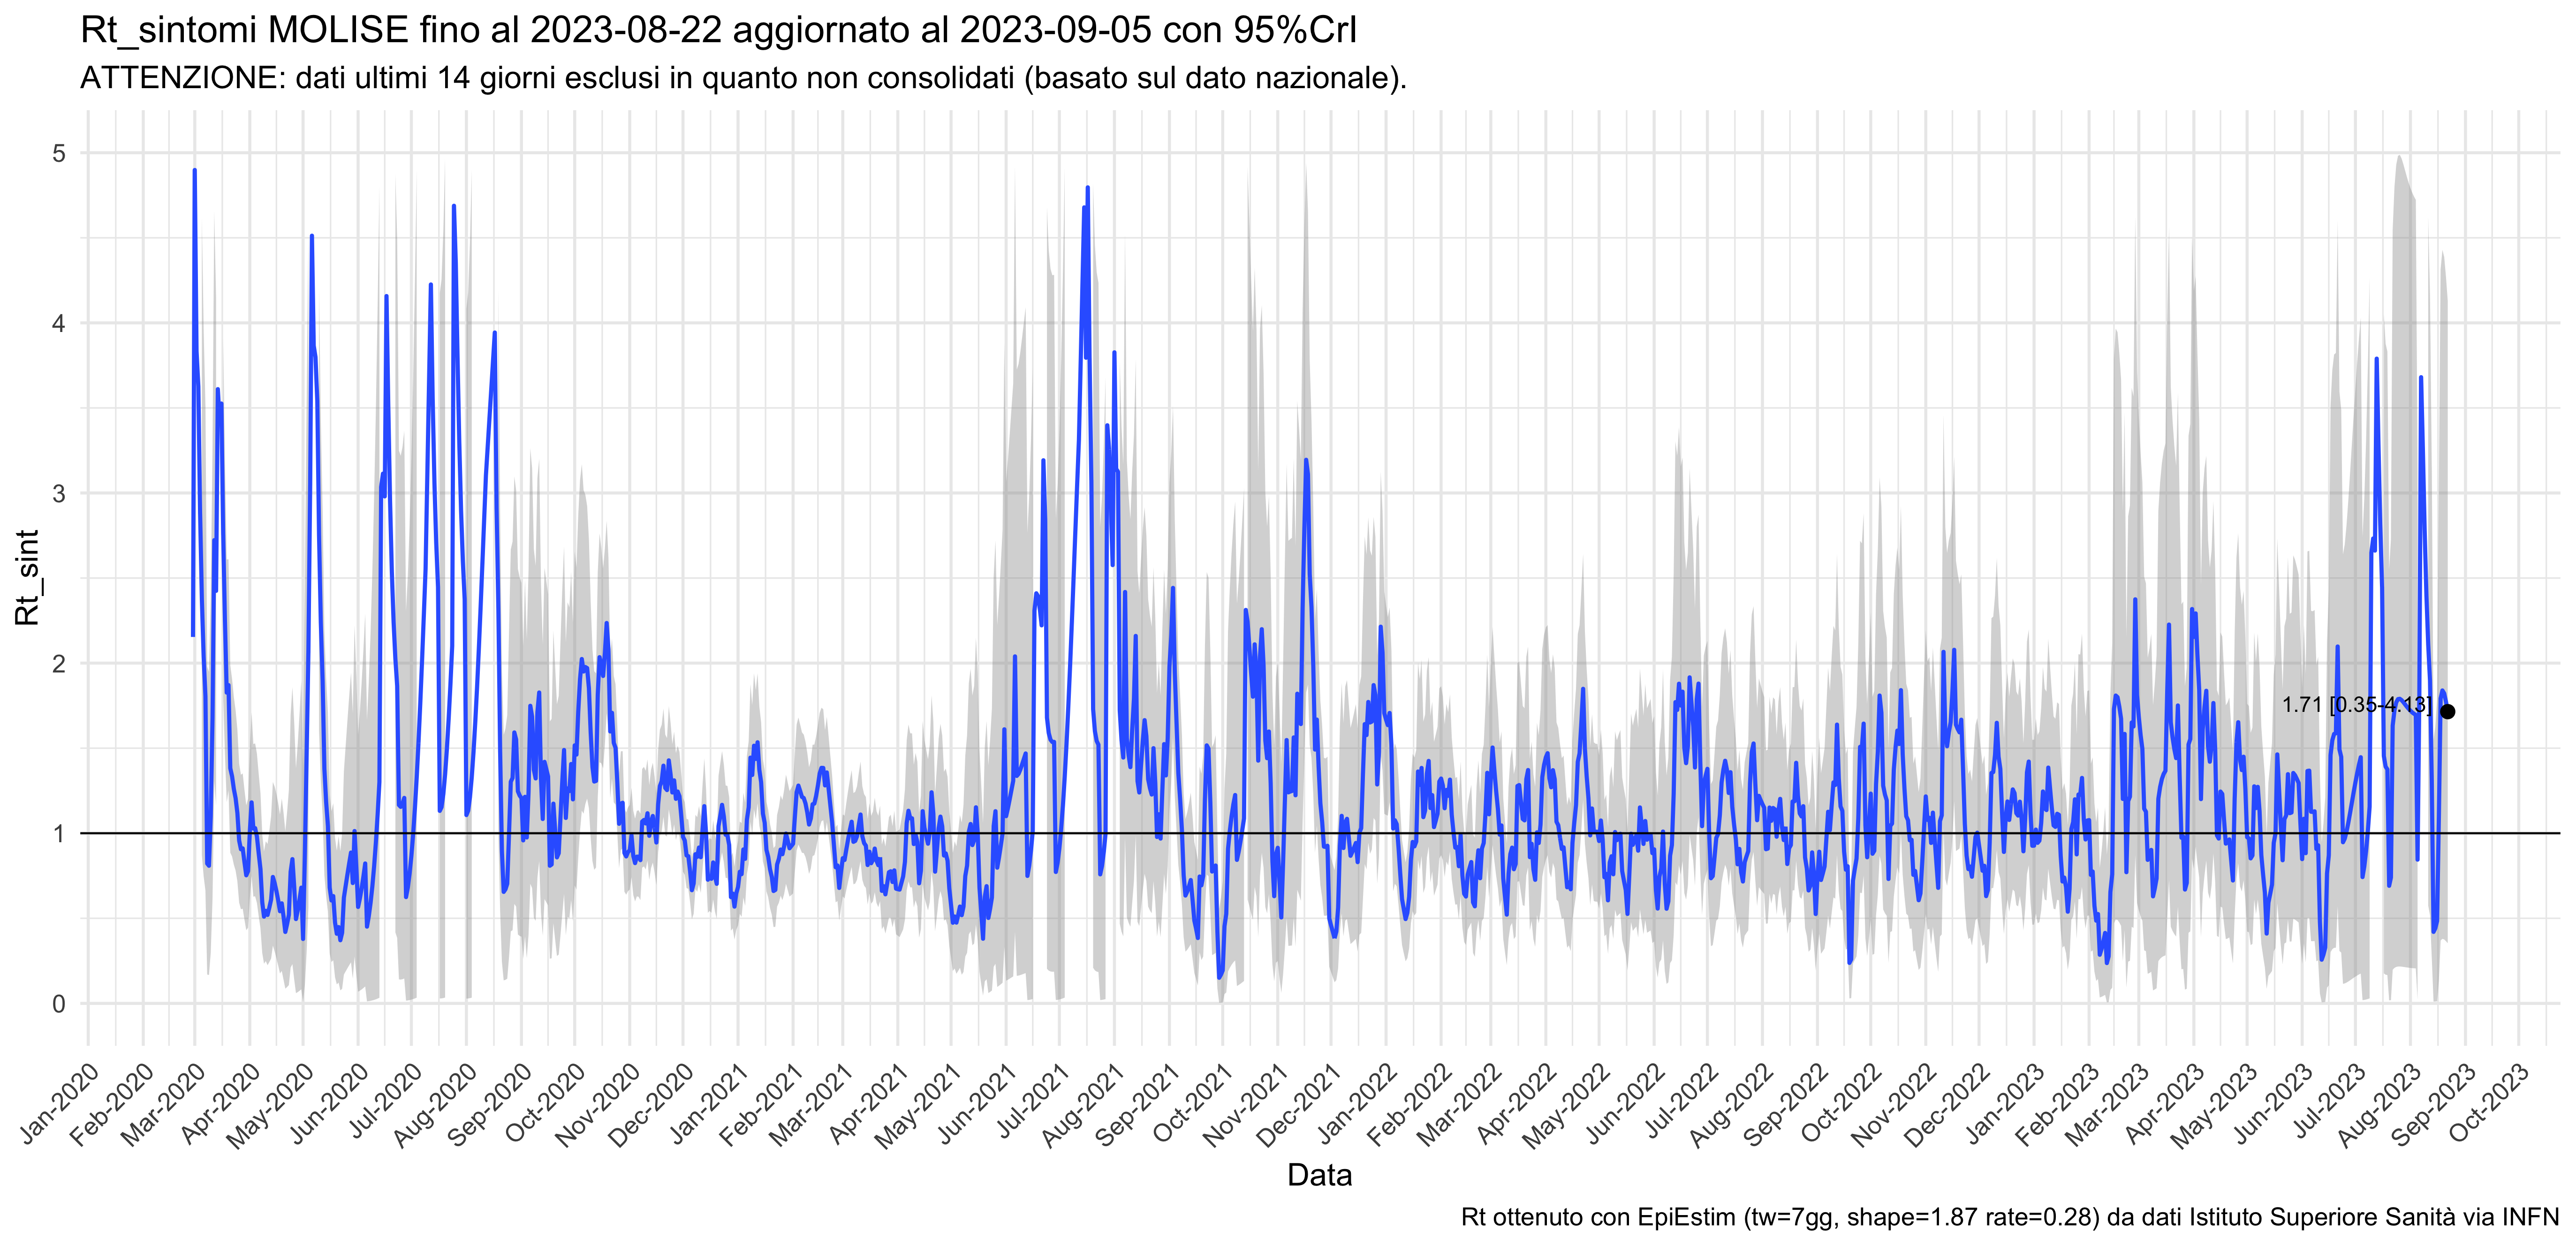 Rt_sintomi MOLISE fino al 2023-08-22 aggiornato al 2023-09-05 con 95%CrI
ATTENZIONE: dati ultimi 14 giorni esclusi in quanto non consolidati (basato sul dato nazionale).
Rt_sint
5
4
3
2
1
0
1.71 [0.35-4.13]
Jan-2020
Feb-2020
Mar-2020
Apr-2020
May-2020
Jun-2020
Jul-2020
Aug-2020
Sep-2020
Oct-2020
Nov-2020
Dec-2020
Jan-2021
Feb-2021
Mar-2021
Apr-2021
May-2021
Jun-2021
Jul-2021
Aug-2021
Sep-2021
Oct-2021
Nov-2021
Dec-2021
Jan-2022
Feb-2022
Mar-2022
Apr-2022
May-2022
Jun-2022
Jul-2022
Aug-2022
Sep-2022
Oct-2022
Nov-2022
Dec-2022
Jan-2023
Feb-2023
Mar-2023
Apr-2023
May-2023
Jun-2023
Jul-2023
Aug-2023
Sep-2023
Oct-2023
Data
Rt ottenuto con EpiEstim (tw=7gg, shape=1.87 rate=0.28) da dati Istituto Superiore Sanità via INFN